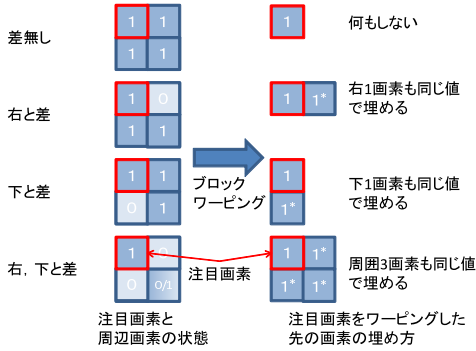 差無し
1 1
1 1
1
何もしない
右と差
1 0
1 1
1 1*
右1画素も同じ値
で埋める
ブロック
ワーピング
下と差
1 1
0 1
1
1*
下1画素も同じ値
で埋める
右，下と差
1 0
0 0/1
注目画素
1 1*
1* 1*
周囲3画素も同じ値
で埋める
注目画素と
周辺画素の状態
注目画素をワーピングした
先の画素の埋め方